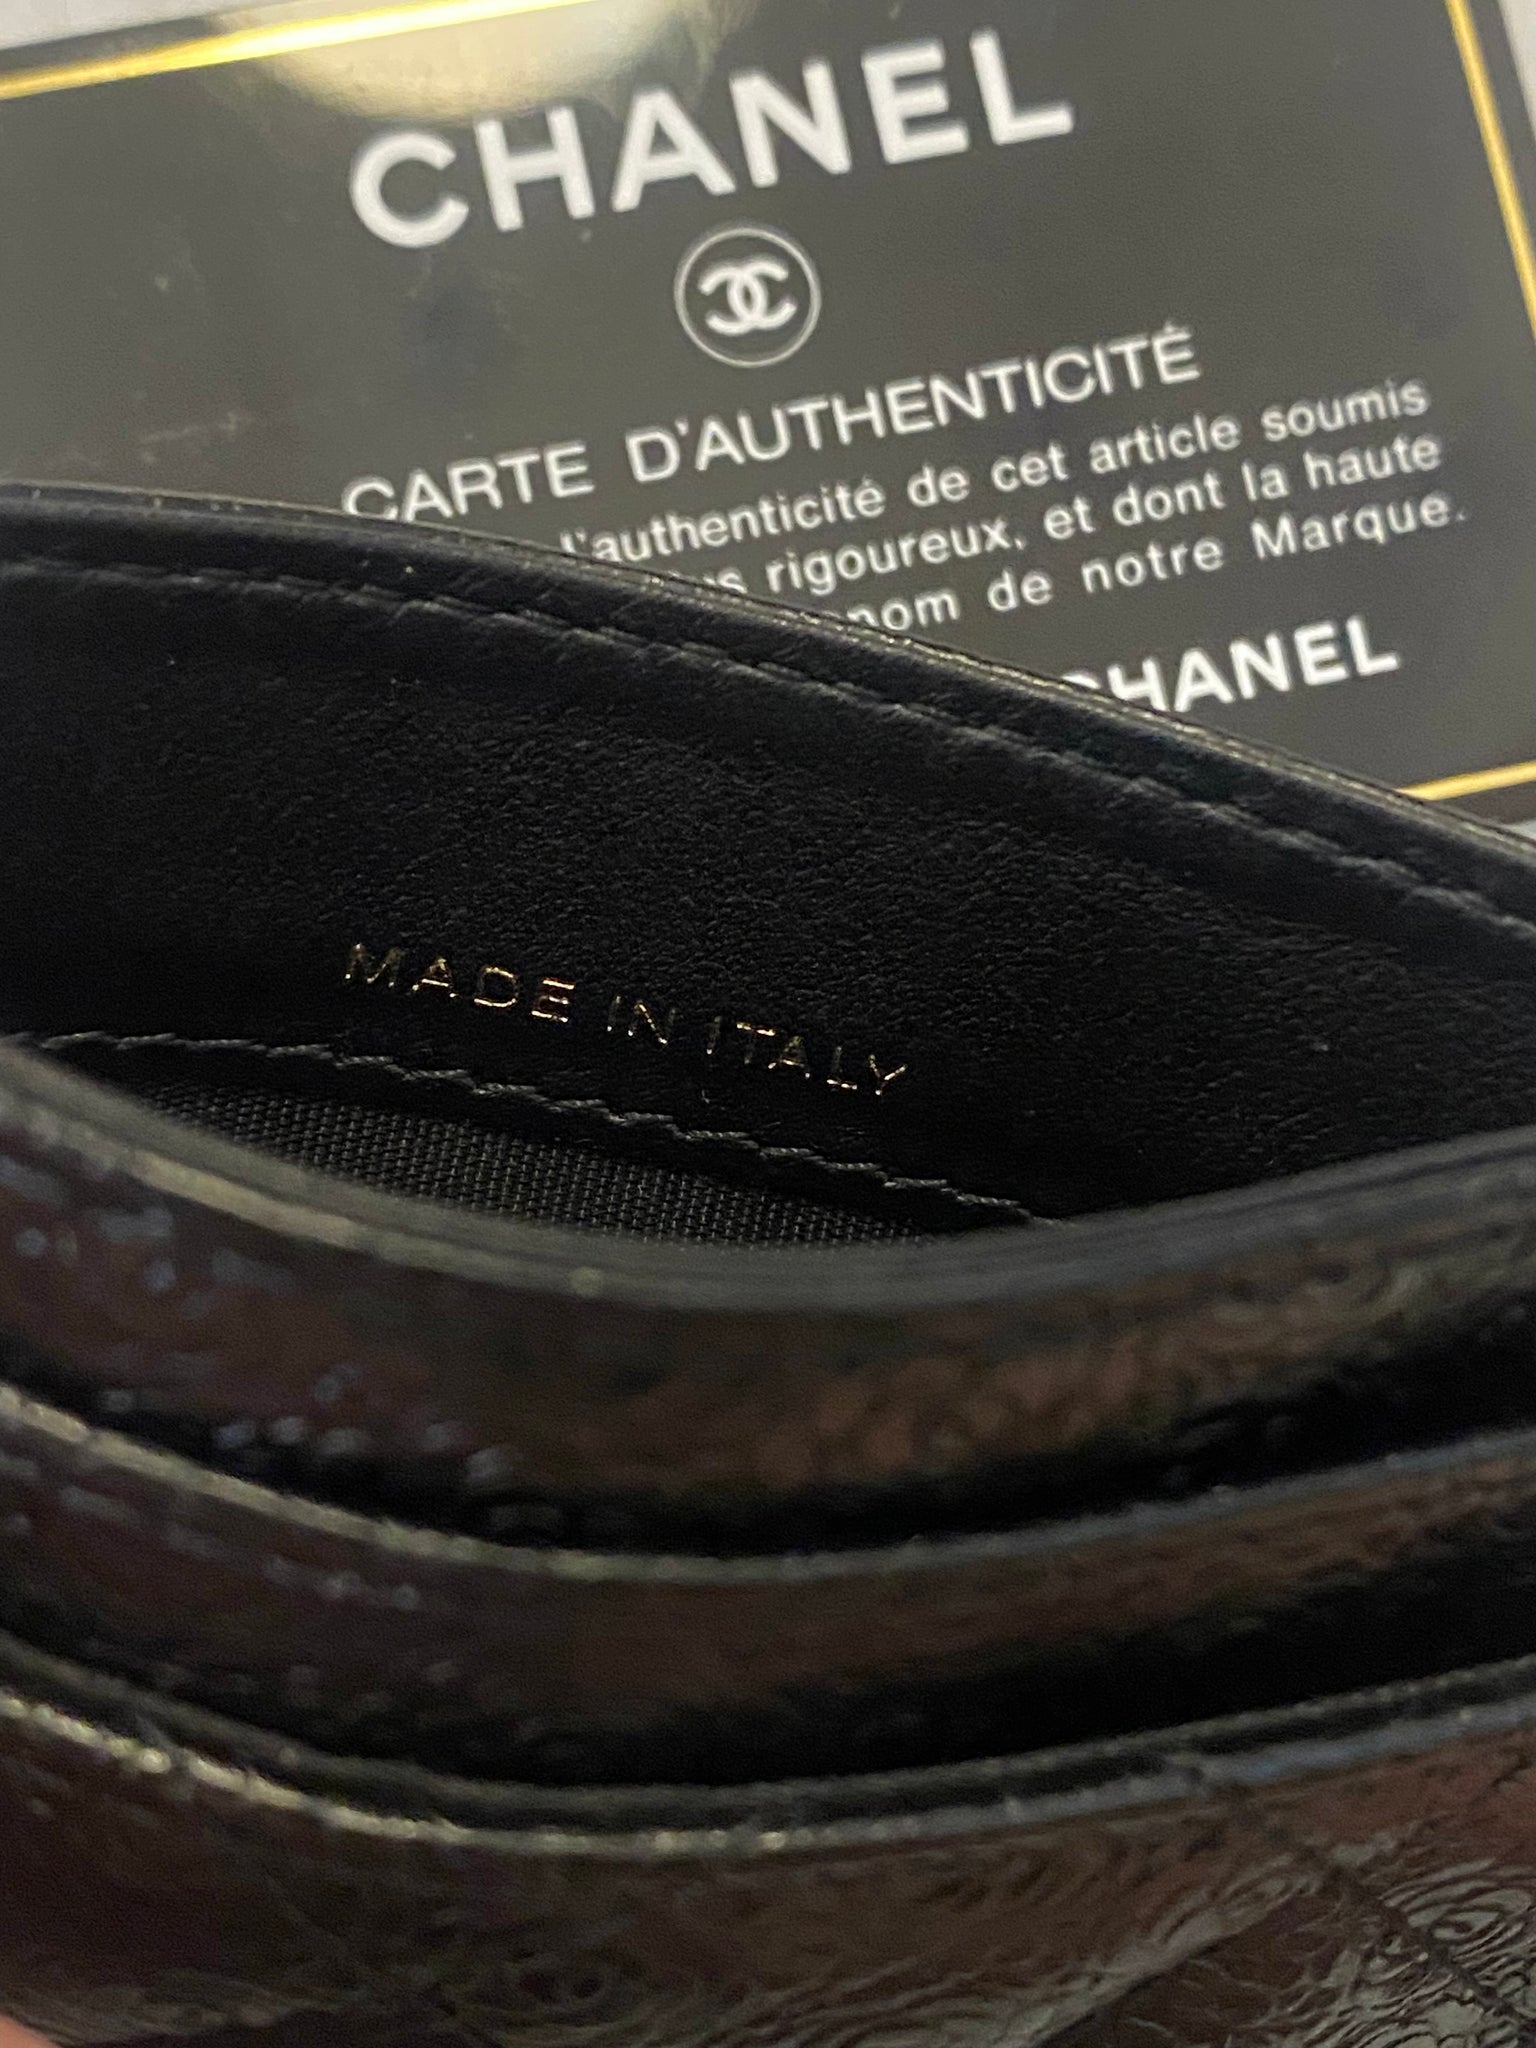 CHANEL
CARTE D'AUTHENTICITÉ
l'authenticité de cet article soumis
rigoureux, et dont la haute
nom de notre Marque.
CHANEL
MADE IN ITALY